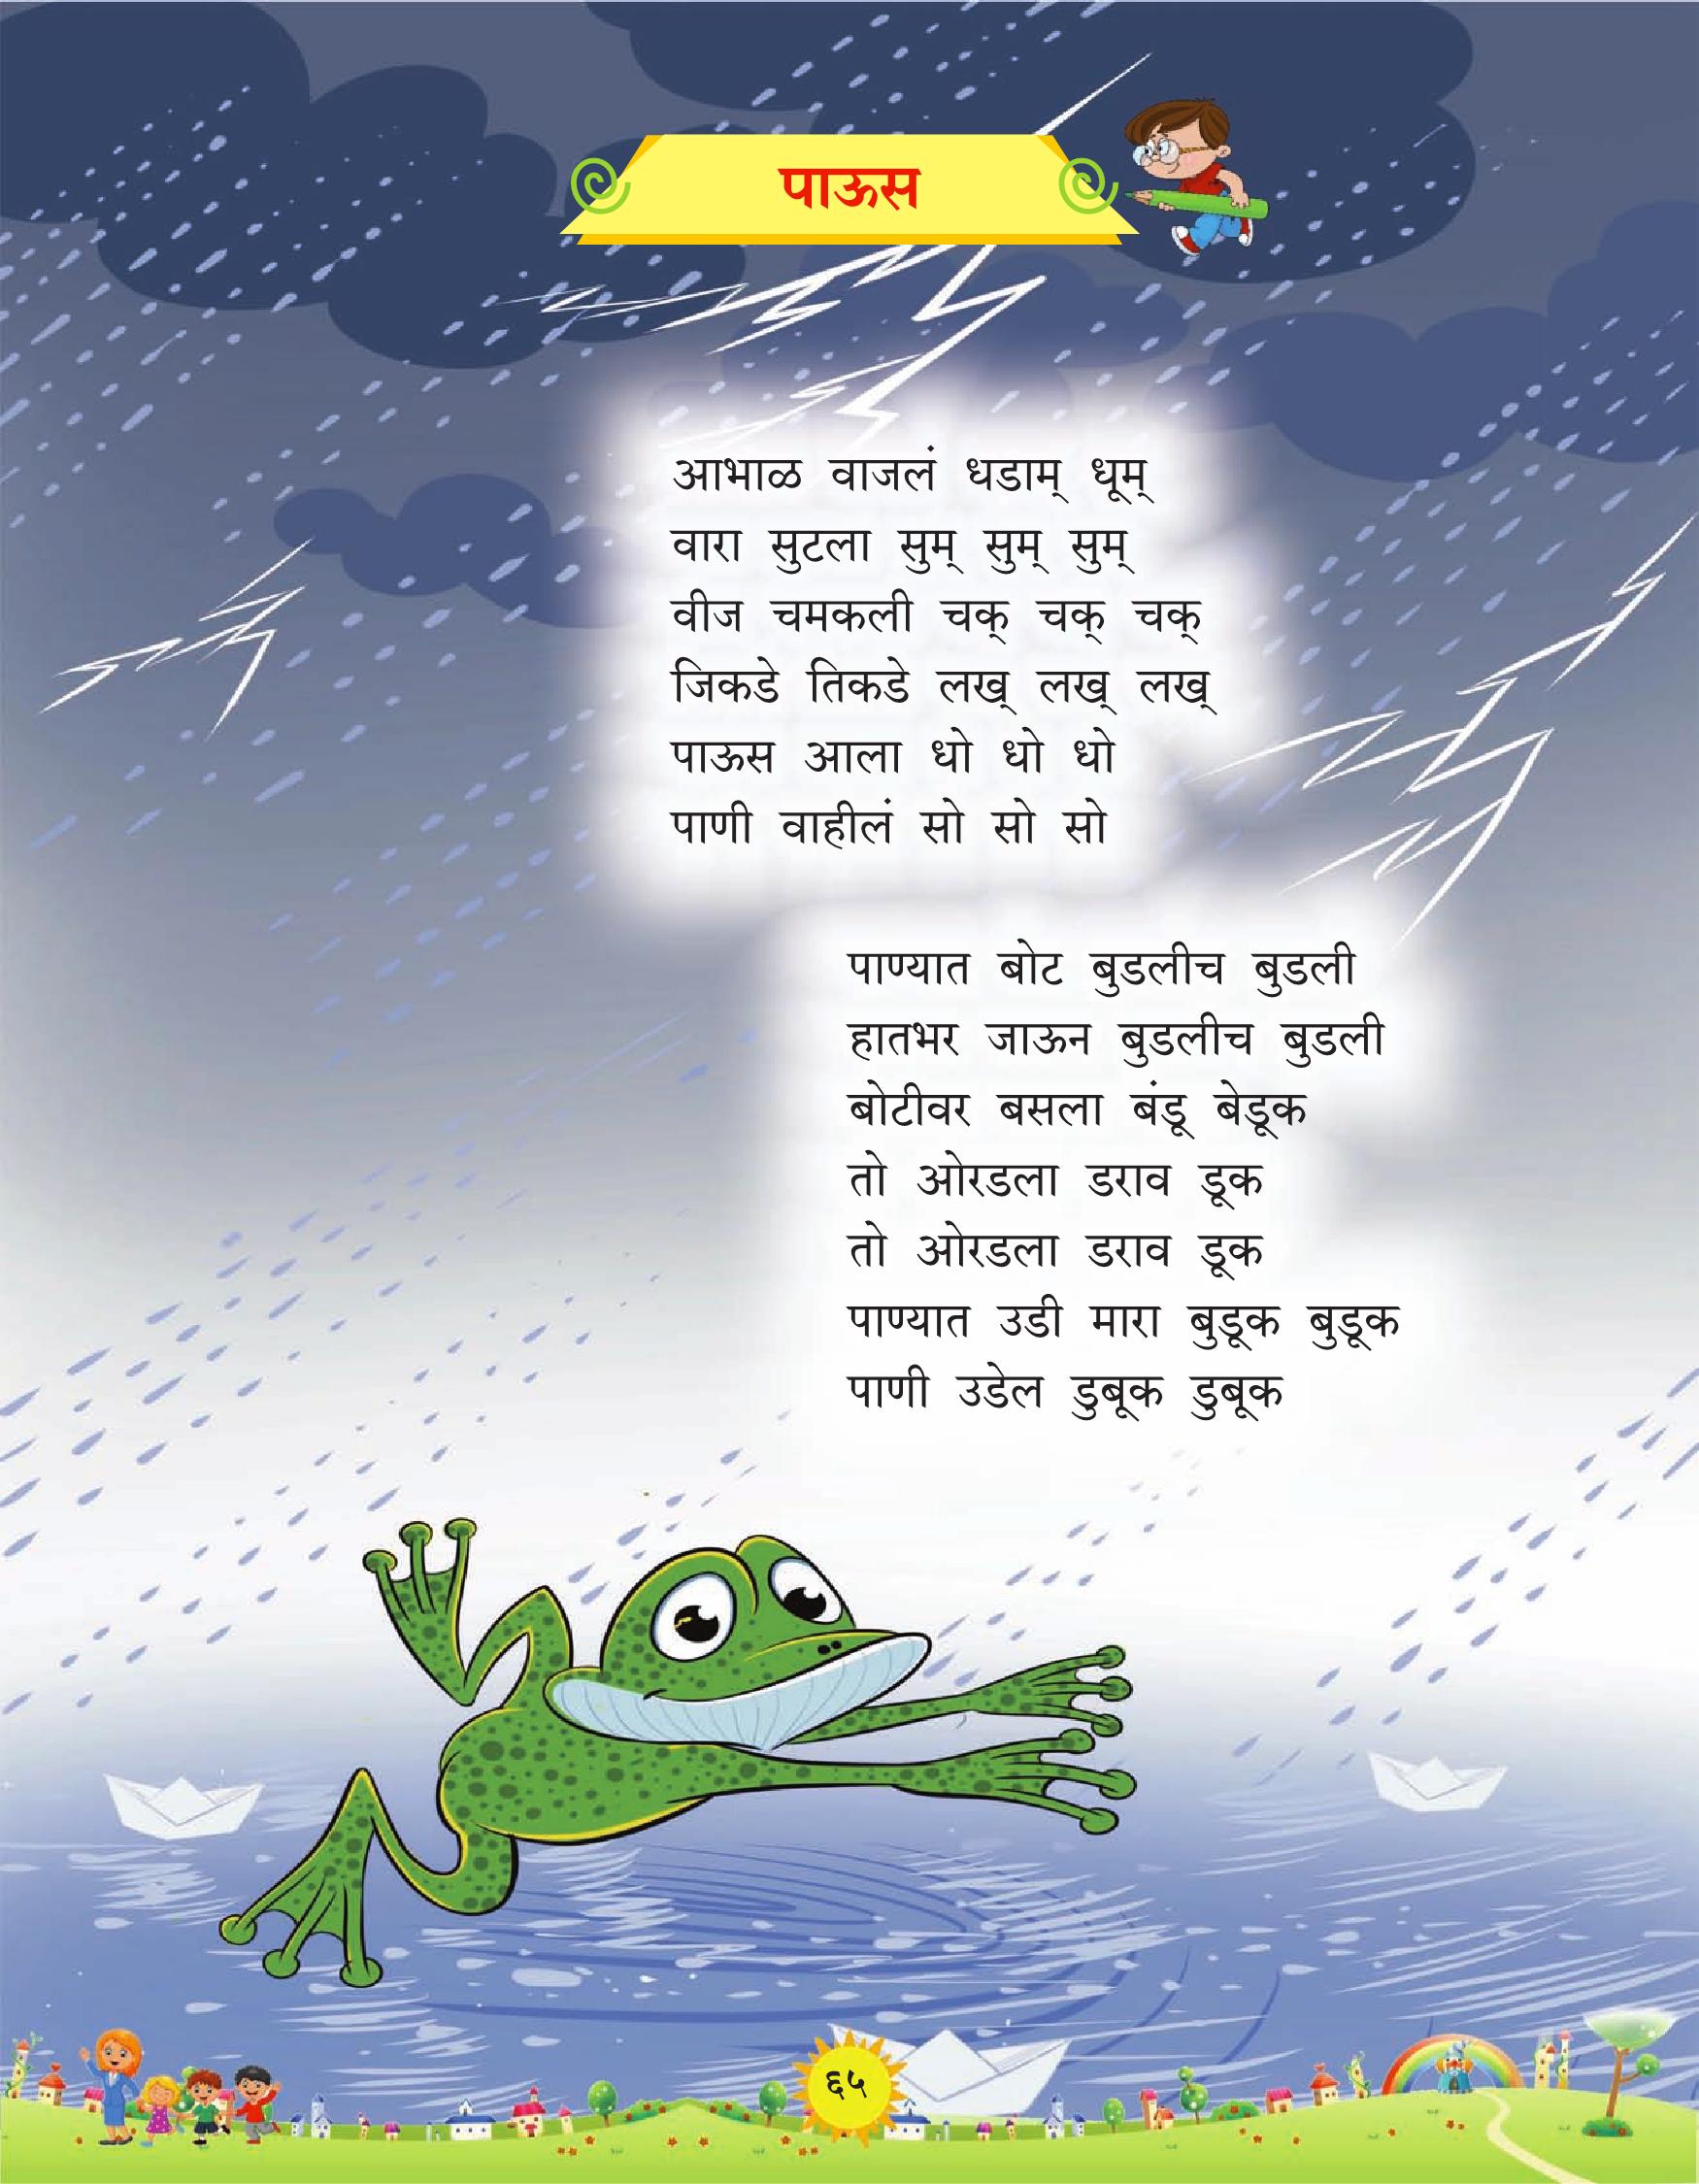 पाऊस
आभाळ वाजलं धडाम् धूम्
वारा सुटला सुम् सुम् सुम्
वीज चमकली चक् चक् चक्
जिकडे तिकडे लख् लख् लख्
पाऊस आला धो धो धो
पाणी वाहीलं सो सो सो
पाण्यात बोट बुडलीच बुडली
हातभर जाऊन बुडलीच बुडली
बोटीवर बसला बंडू बेडूक
तो ओरडला डराव डूक
तो ओरडला डराव डूक
पाण्यात उडी मारा बुडूक बुडूक
पाणी उडेल डुबूक डुबूक
६५